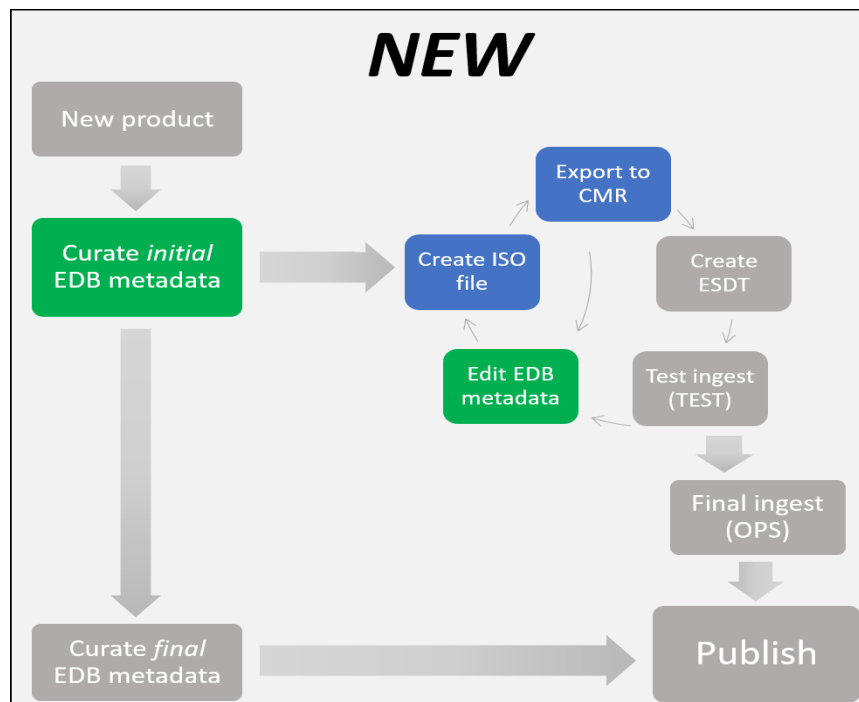 NEW
New product
Export to
CMR
Curate initial
EDB metadata
Create ISO
file
Create
ESDT
Edit EDB
metadata
Test ingest
(TEST)
Final ingest
(OPS)
Curate final
EDB metadata
Publish